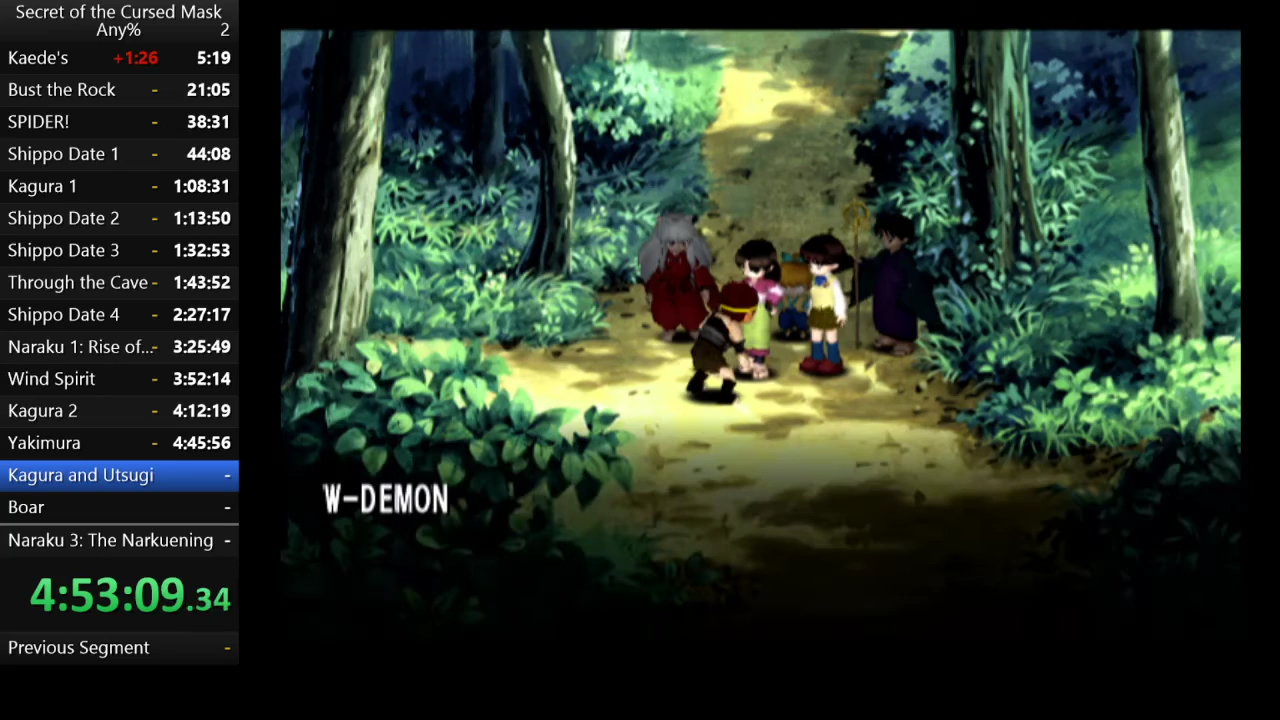 Secret of the Cursed Mask
Any% 2
Kaede's +1:26 5:19
Bust the Rock - 21:05
SPIDER! - 38:31
Shippo Date 1 - 44:08
Kagura 1 - 1:08:31
Shippo Date 2 - 1:13:50
Shippo Date 3 - 1:32:53
Through the Cave - 1:43:52
Shippo Date 4 - 2:27:17
Naraku 1: Rise of... - 3:25:49
Wind Spirit - 3:52:14
Kagura 2 - 4:12:19
Yakimura - 4:45:56
Kagura and Utsugi -
Boar -
Naraku 3: The Narkuening -
4:53:09.34
Previous Segment -
W-DEMON